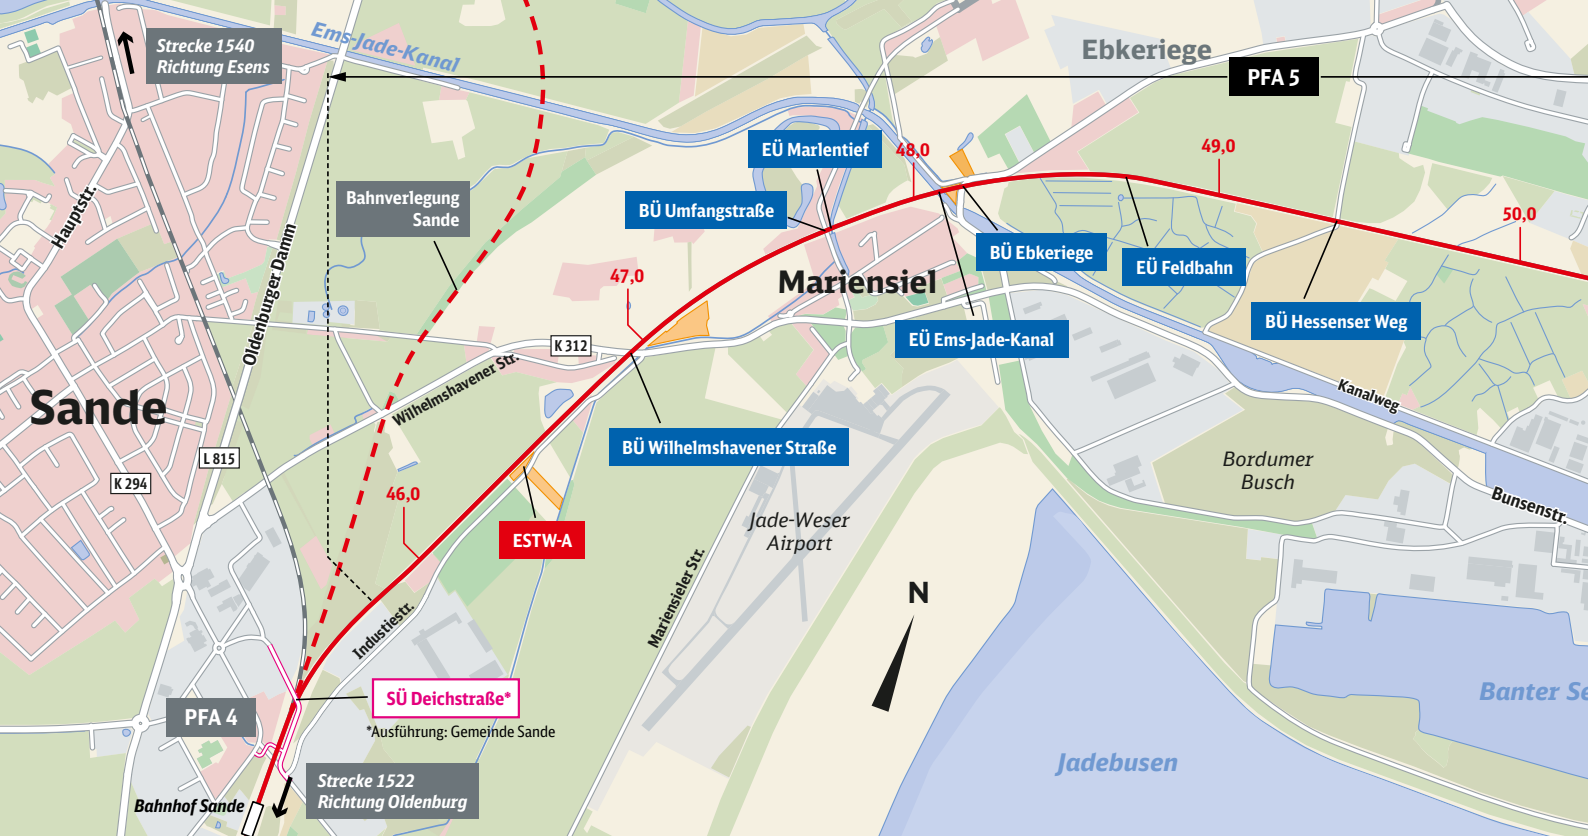 Strecke 1540
Richtung Esens
Ems-Jade-Kanal
Ebkeriege
PFA 5
EÜ Marlentief
48,0
49,0
Hauptstr.
Bahnverlegung
Sande
BÜ Umfangstraße
50,0
Oldenburger Damm
BÜ Ebkeriege
EÜ Feldbahn
47,0
Mariensiel
BÜ Hessenser Weg
EÜ Ems-Jade-Kanal
K 312
Wilhelmshavener Str.
Sande
Kanalweg
BÜ Wilhelmshavener Straße
L 815
Bordumer
Busch
K 294
46,0
Bunsenstr.
Jade-Weser
Airport
ESTW-A
Mariensieler Str.
N
Industriestr.
SÜ Deichstraße*
Banter Se
PFA 4
*Ausführung: Gemeinde Sande
Jadebusen
Strecke 1522
Richtung Oldenburg
Bahnhof Sande